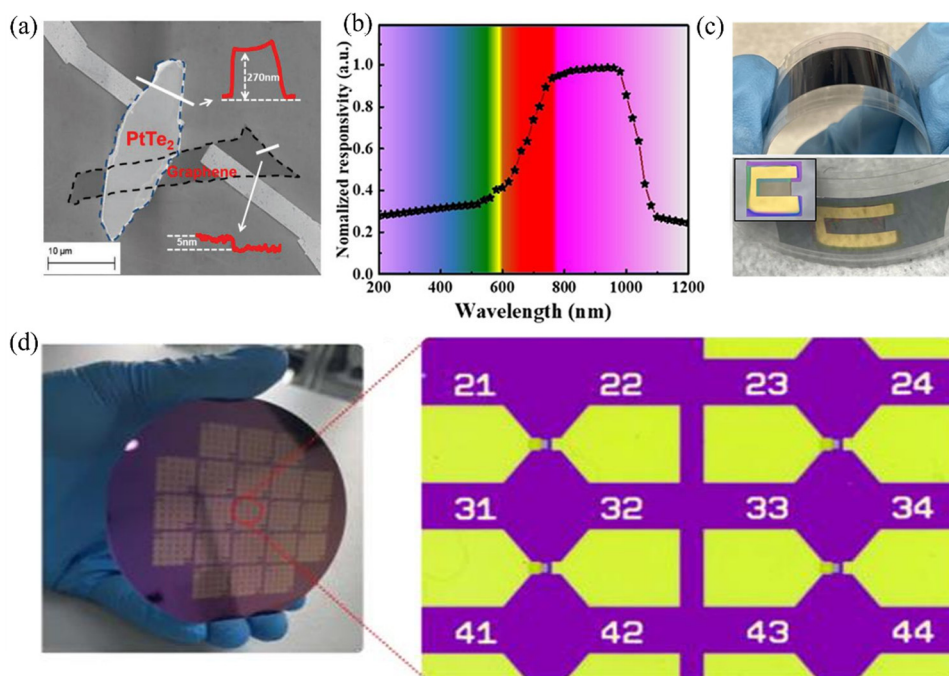 (a)
270nm
PtTe₂
Graphene
5nm
10 µm
(b)
Nomalized responsivity (a.u.)
1.0
0.8
0.6
0.4
0.2
0.0
200 400 600 800 1000 1200
Wavelength (nm)
(c)
(d)
21 22 23 24
31 32 33 34
41 42 43 44